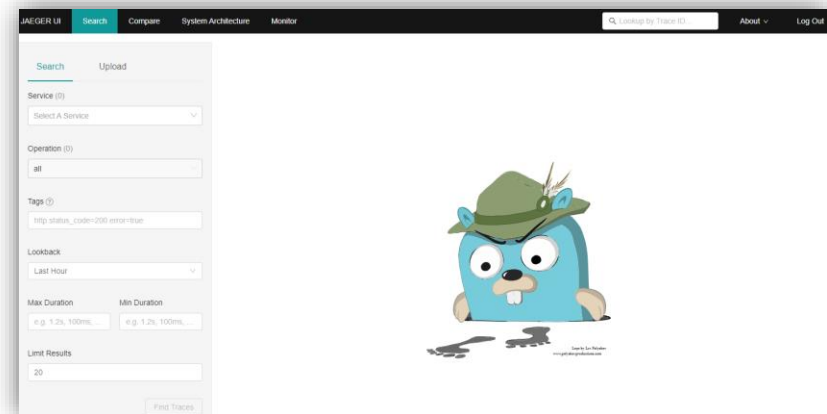 JAEGER UI Search Compare System Architecture Monitor Lookup by Trace ID... About Log Out
Search Upload
Service (0)
Select A Service
Operation (0)
all
Tags
http.status_code=200 error=true
Lookback
Last Hour
Max Duration Min Duration
e.g. 1.2s, 100ms, ... e.g. 1.2s, 100ms, ...
Limit Results
20
Find Traces